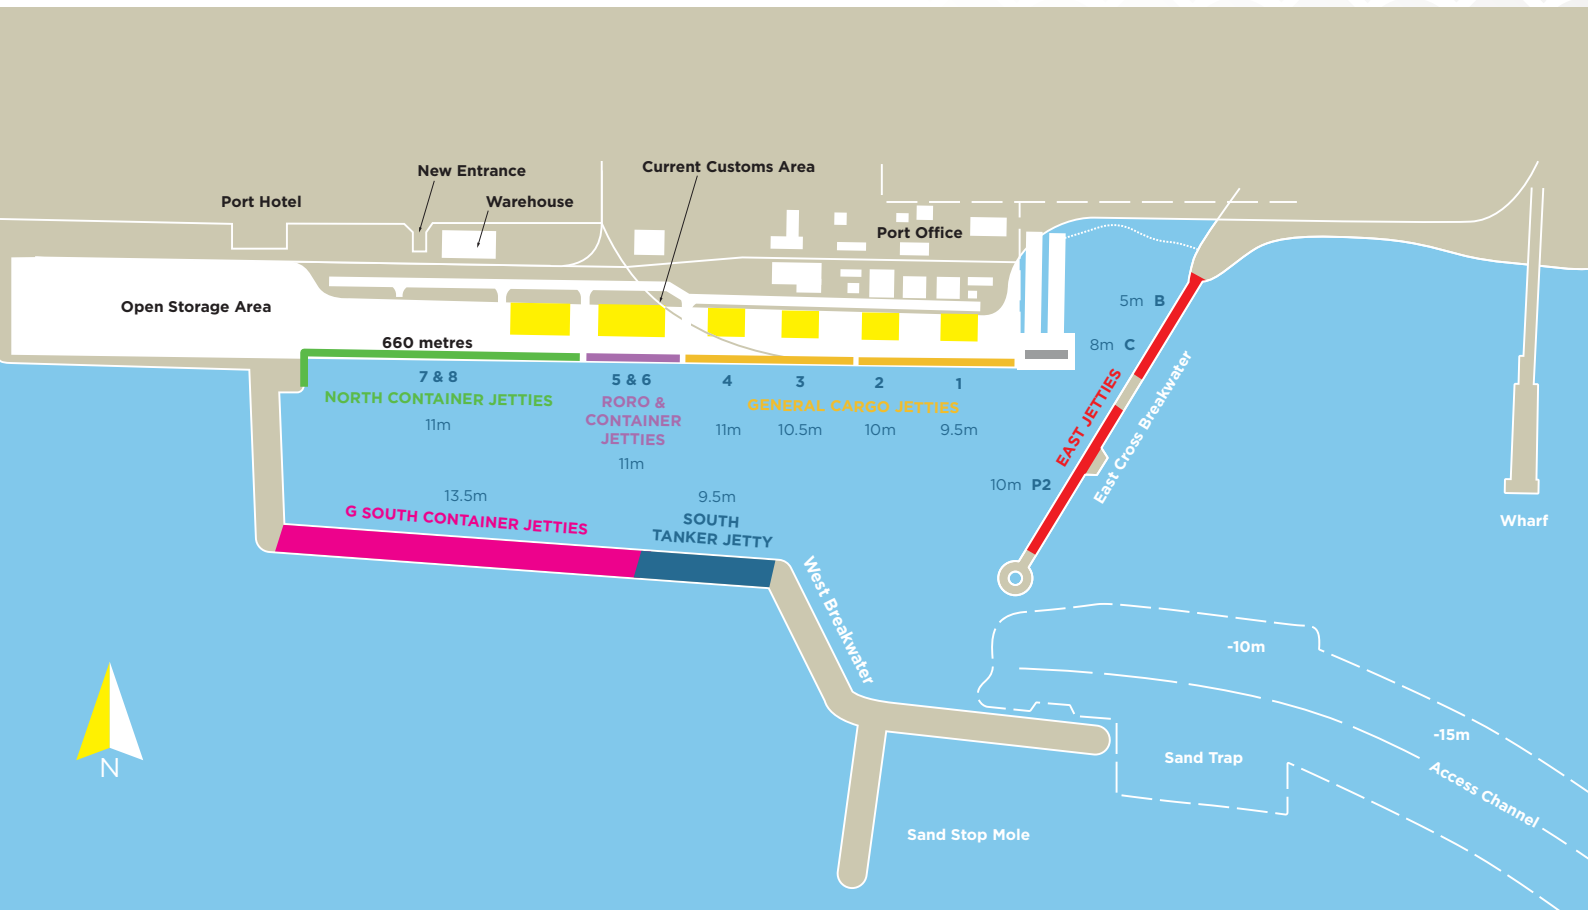 Current Customs Area
New Entrance
Port Hotel
Warehouse
Port Office
Open Storage Area
5m B
660 metres
8m C
7 & 8
5 & 6
4
3
2
1
NORTH CONTAINER JETTIES
RORO &
CONTAINER
JETTIES
GENERAL CARGO JETTIES
11m
11m
11m
10.5m
10m
9.5m
EAST JETTIES
East Cross Breakwater
10m P2
13.5m
9.5m
G SOUTH CONTAINER JETTIES
SOUTH
TANKER JETTY
Wharf
West Breakwater
-10m
-15m
Sand Trap
Access Channel
N
Sand Stop Mole